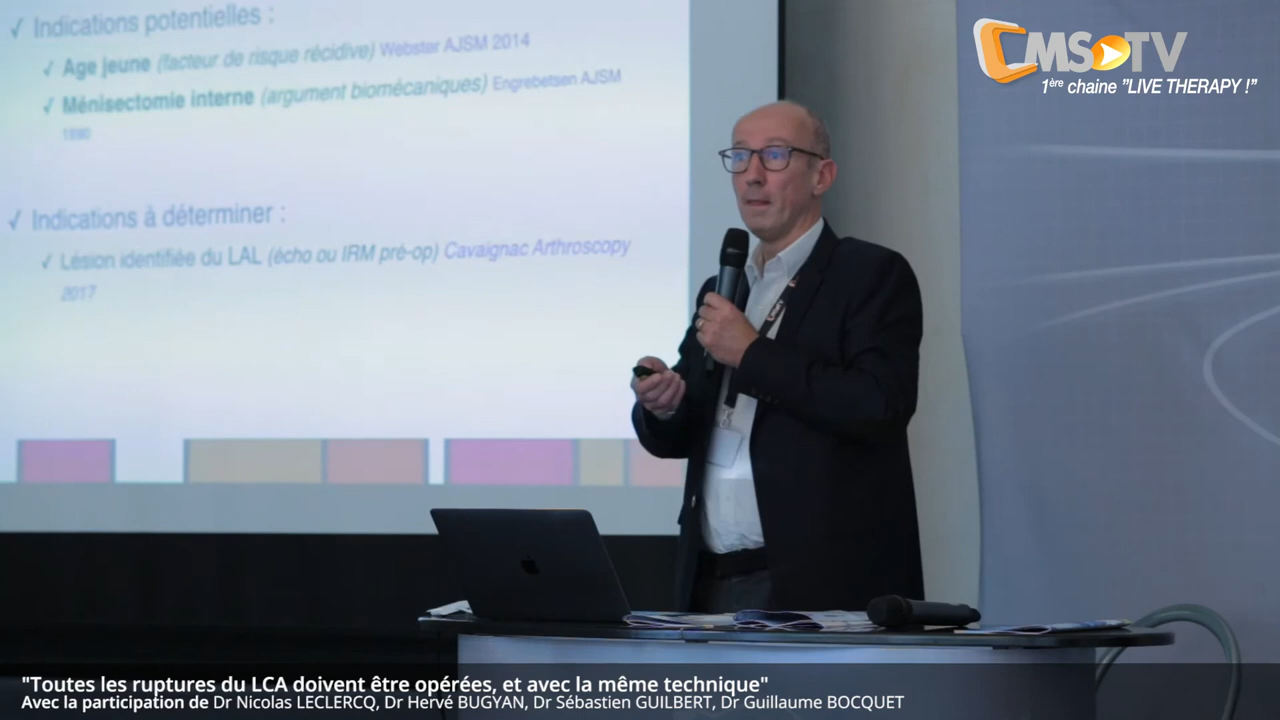 ✓ Indications potentielles :
✓ Age jeune (facteur de risque récidive) Webster AJSM 2014
✓ Ménisectomie interne (argument biomécaniques) Engrebetsen AJSM
1990
✓ Indications à déterminer :
✓ Lésion identifiée du LAL (écho ou IRM pré-op) Cavaignac Arthroscopy
2017
CMS TV
1ère chaine "LIVE THERAPY !"
"Toutes les ruptures du LCA doivent être opérées, et avec la même technique"
Avec la participation de Dr Nicolas LECLERCQ, Dr Hervé BUGYAN, Dr Sébastien GUILBERT, Dr Guillaume BOCQUET